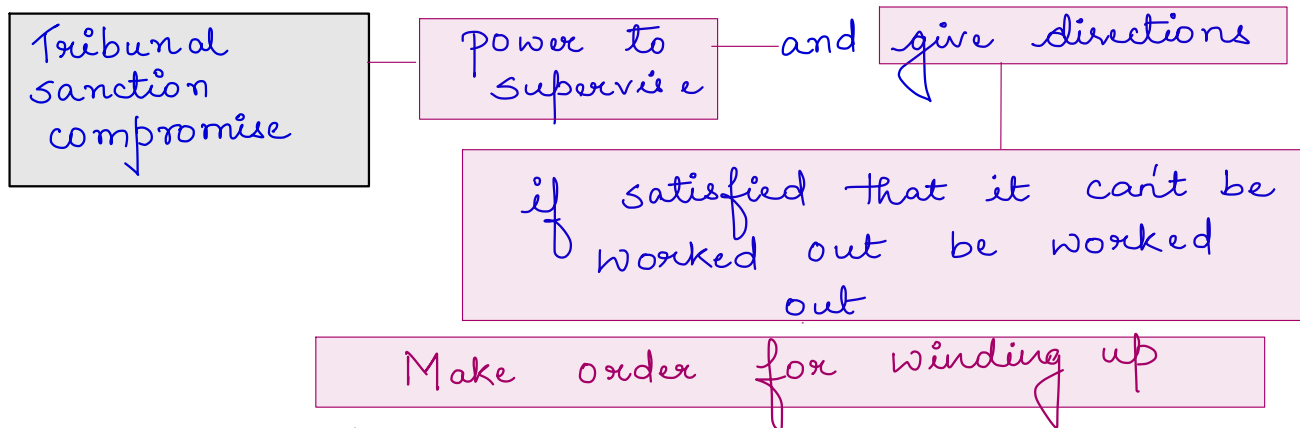 Tribunal
sanction
compromise
power to
supervise
and
give directions
if satisfied that it can't be
worked out be worked
out
Make order for winding up